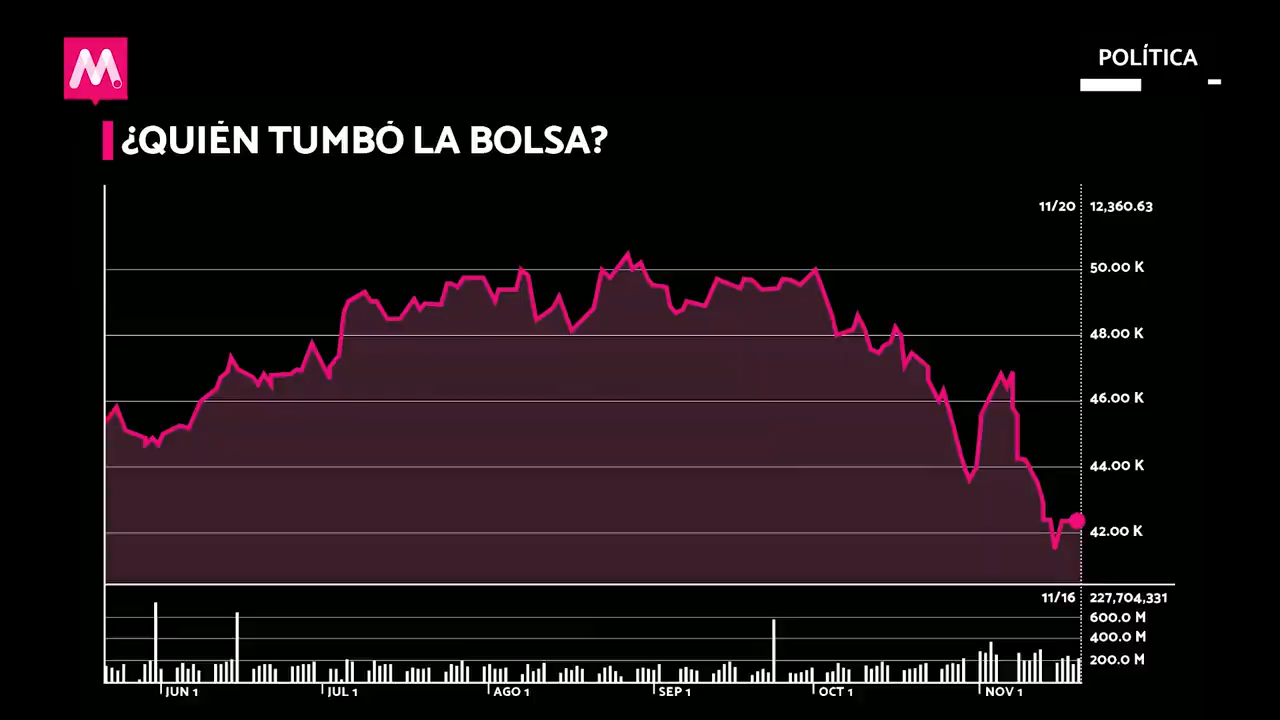 M.
POLÍTICA
¿QUIÉN TUMBÓ LA BOLSA?
11/20 12,360.63
50.00 K
48.00 K
46.00 K
44.00 K
42.00 K
11/16 227,704,331
600.0 M
400.0 M
200.0 M
JUN 1 JUL 1 AGO 1 SEP 1 OCT 1 NOV 1